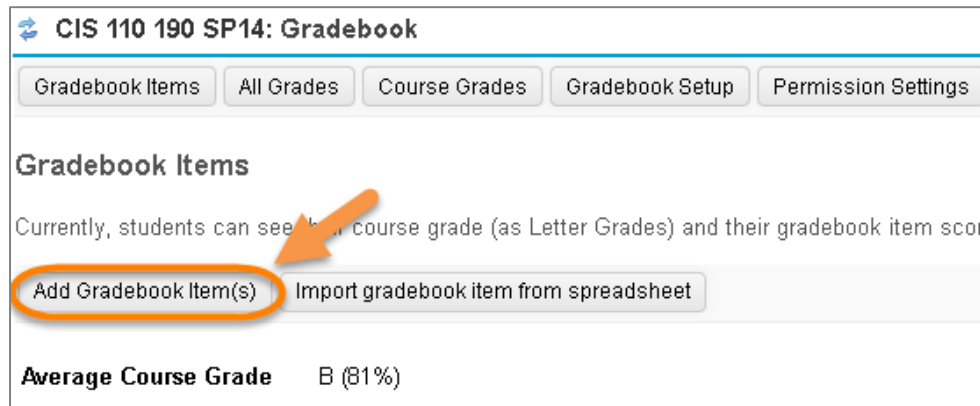 CIS 110 190 SP14: Gradebook
Gradebook Items All Grades Course Grades Gradebook Setup Permission Settings
Gradebook Items
Currently, students can see course grade (as Letter Grades) and their gradebook item
Add Gradebook Item(s) Import gradebook item from spreadsheet
Average Course Grade B (81%)